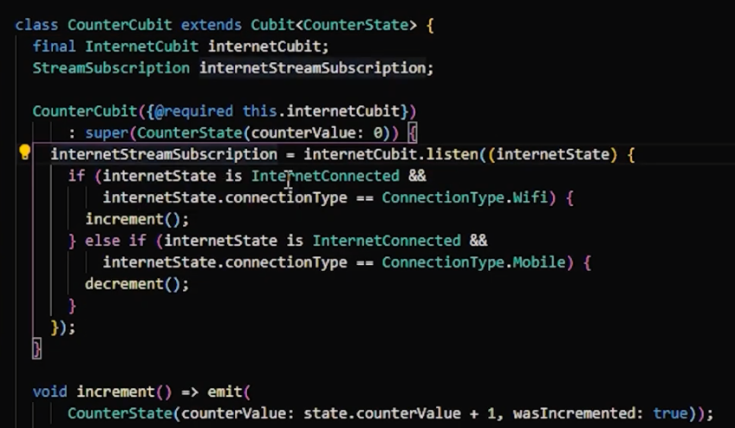 class CounterCubit extends Cubit<CounterState> {
final InternetCubit internetCubit;
StreamSubscription internetStreamSubscription;
CounterCubit({@required this.internetCubit})
: super(CounterState(counterValue: 0)) {
internetStreamSubscription = internetCubit.listen((internetState) {
if (internetState is InternetConnected &&
internetState.connectionType == ConnectionType.Wifi) {
increment();
} else if (internetState is InternetConnected &&
internetState.connectionType == ConnectionType.Mobile) {
decrement();
}
});
}
void increment() => emit(
CounterState(counterValue: state.counterValue + 1, wasIncremented: true));